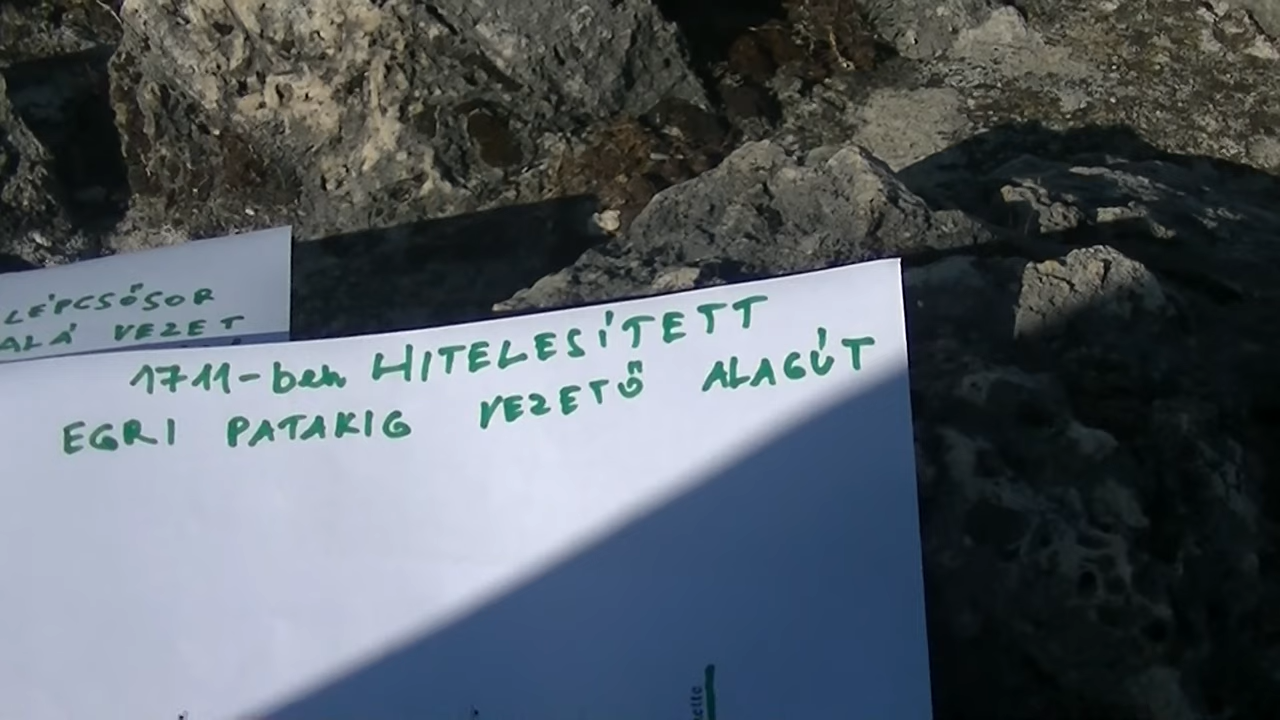 LÉPCSŐSOR
ALÁ VEZET
1711-ben HITELESÍTETT
EGRI PATAKIG VEZETŐ ALAGÚT